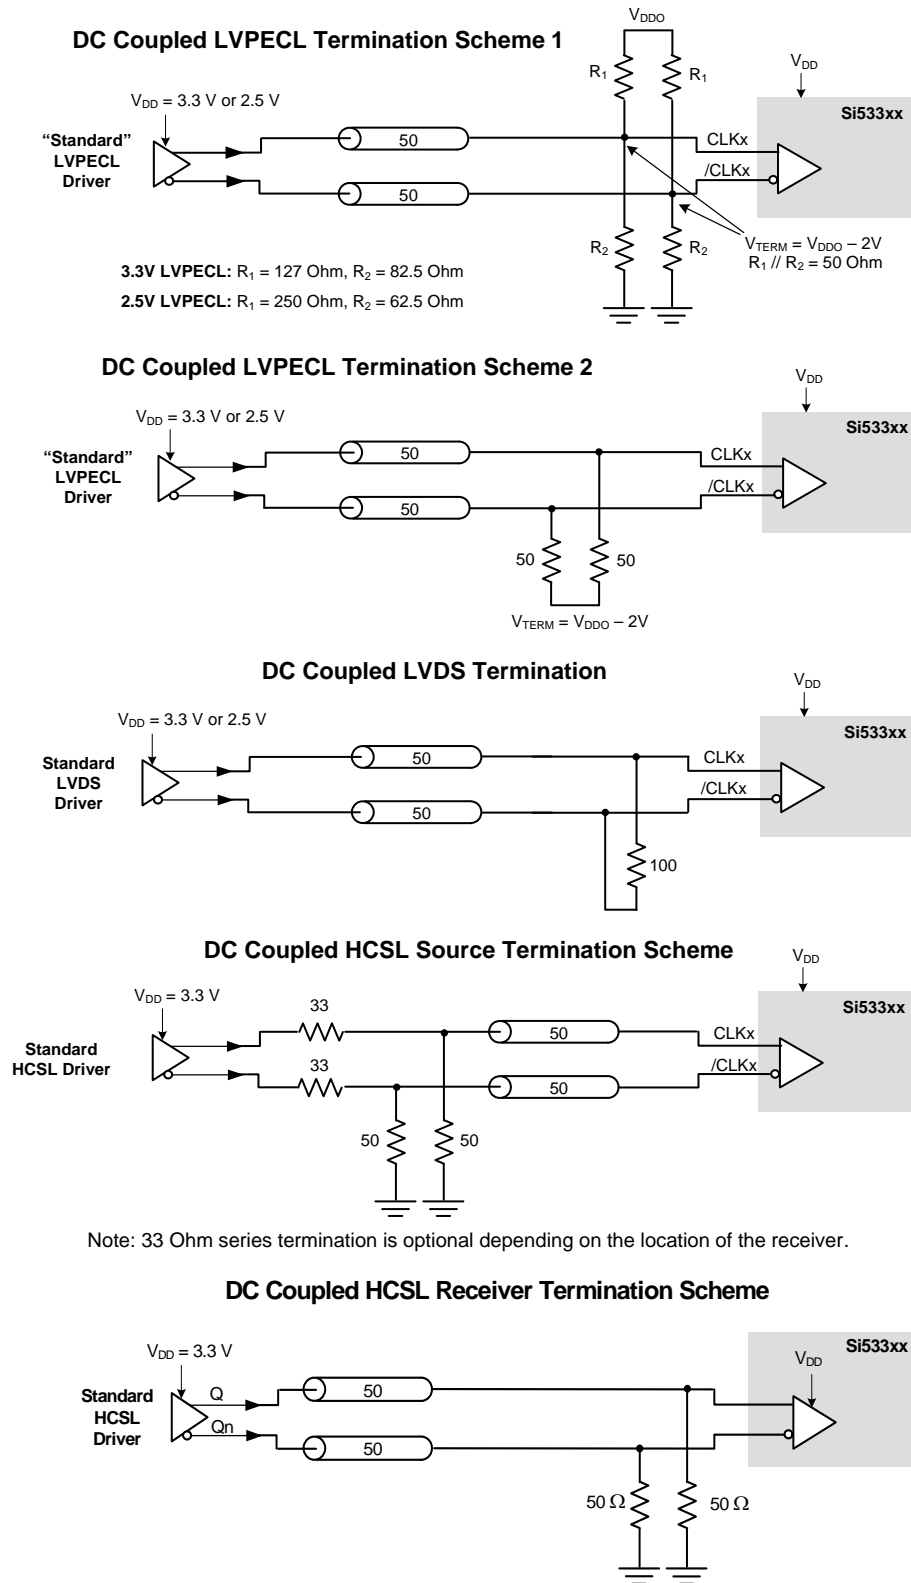 DC Coupled LVPECL Termination Scheme 1
VDDO
R1
R1
VDD
Si533xx
VDD = 3.3 V or 2.5 V
“Standard”
LVPECL
Driver
50
50
CLKx
/CLKx
R2
R2
VTERM = VDDO – 2V
R1 // R2 = 50 Ohm
3.3V LVPECL: R1 = 127 Ohm, R2 = 82.5 Ohm
2.5V LVPECL: R1 = 250 Ohm, R2 = 62.5 Ohm
DC Coupled LVPECL Termination Scheme 2
VDD
Si533xx
VDD = 3.3 V or 2.5 V
“Standard”
LVPECL
Driver
50
50
CLKx
/CLKx
50
50
VTERM = VDDO – 2V
DC Coupled LVDS Termination
VDD
Si533xx
VDD = 3.3 V or 2.5 V
Standard
LVDS
Driver
50
50
CLKx
/CLKx
100
DC Coupled HCSL Source Termination Scheme
VDD
Si533xx
VDD = 3.3 V
Standard
HCSL Driver
33
33
50
50
CLKx
/CLKx
50
50
Note: 33 Ohm series termination is optional depending on the location of the receiver.
DC Coupled HCSL Receiver Termination Scheme
Si533xx
VDD
VDD = 3.3 V
Standard
HCSL
Driver
Q
Qn
50
50
50 Ω
50 Ω